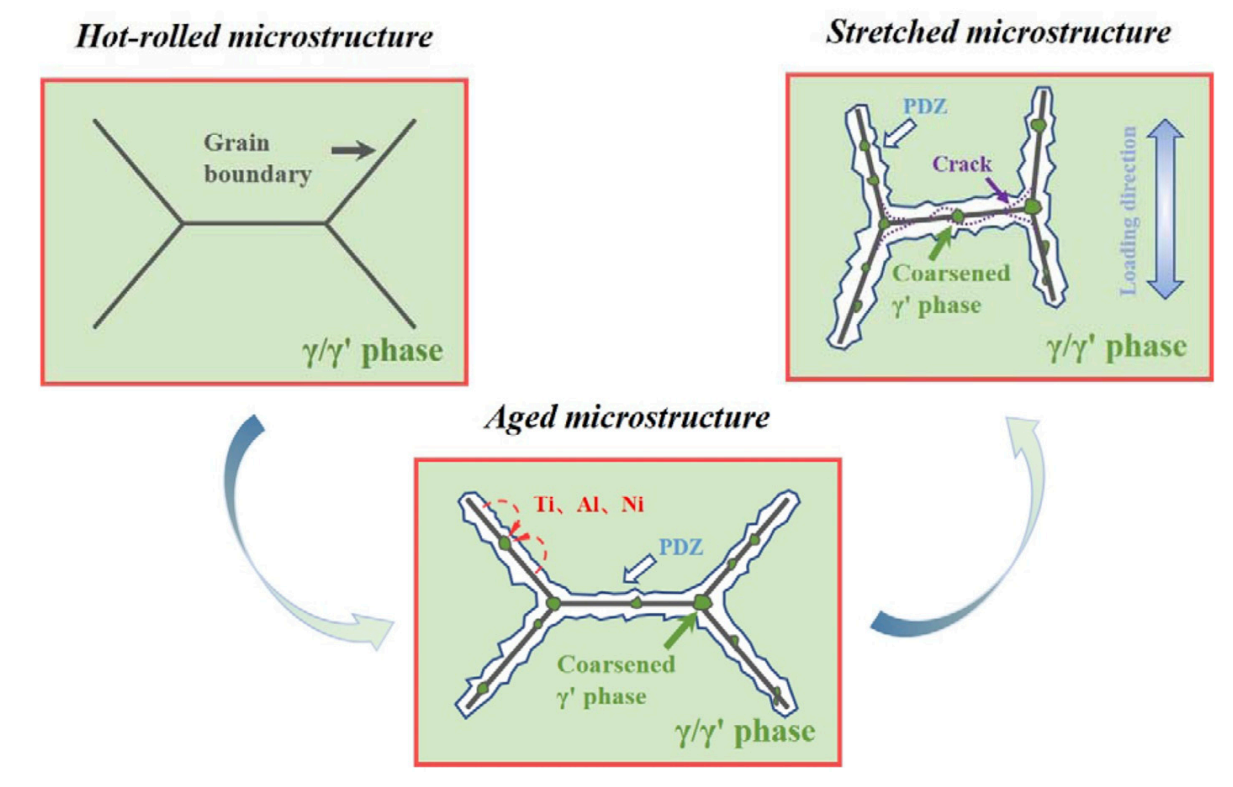 Hot-rolled microstructure
Grain
boundary
γ/γ' phase
Stretched microstructure
PDZ
Crack
Coarsened
γ' phase
Loading direction
γ/γ' phase
Aged microstructure
Ti、Al、Ni
PDZ
Coarsened
γ' phase
γ/γ' phase